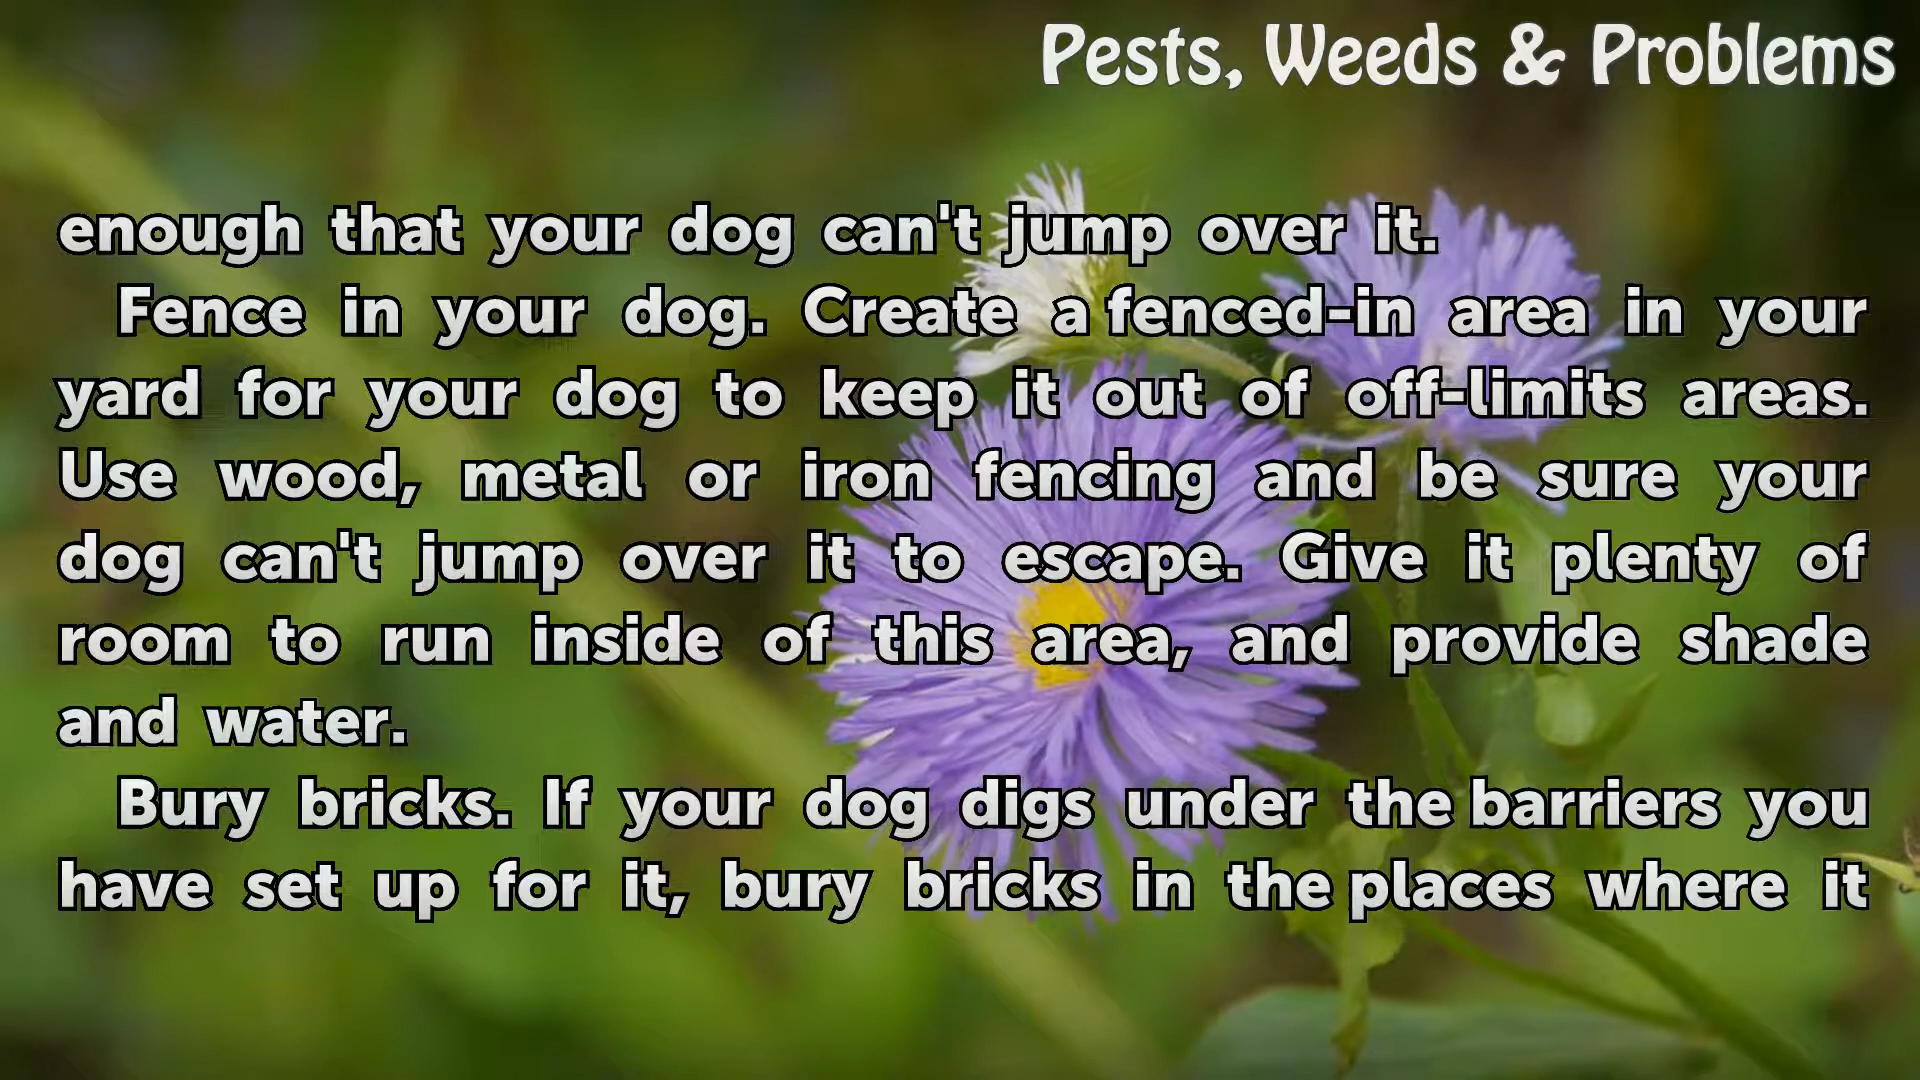 Pests, Weeds & Problems
enough that your dog can't jump over it.
Fence in your dog. Create a fenced-in area in your
yard for your dog to keep it out of off-limits areas.
Use wood, metal or iron fencing and be sure your
dog can't jump over it to escape. Give it plenty of
room to run inside of this area, and provide shade
and water.
Bury bricks. If your dog digs under the barriers you
have set up for it, bury bricks in the places where it